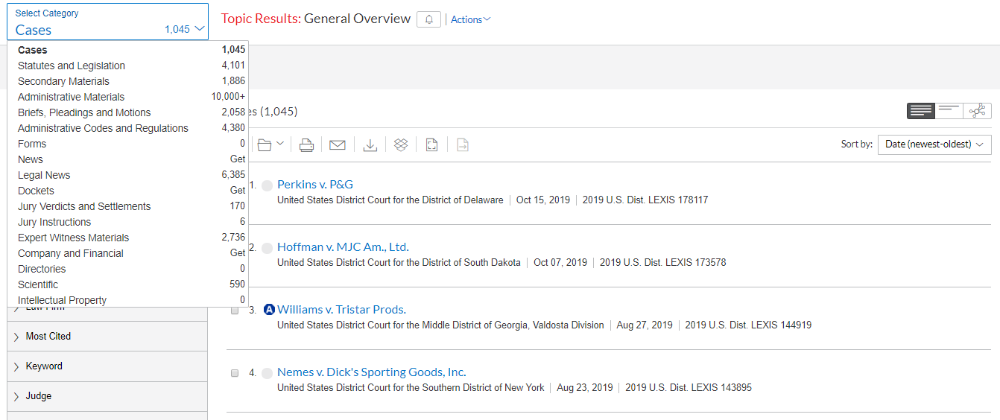 Select Category
Cases 1,045
Topic Results: General Overview
Actions
Cases 1,045
Statutes and Legislation 4,101
Secondary Materials 1,886
Administrative Materials 10,000+
Briefs, Pleadings and Motions 2,058
Administrative Codes and Regulations 4,380
Forms 0
News Get
Legal News 6,385
Dockets Get
Jury Verdicts and Settlements 170
Jury Instructions 6
Expert Witness Materials 2,736
Company and Financial Get
Directories 0
Scientific 590
Intellectual Property 0
Law Firm
Most Cited
Keyword
Judge
es (1,045)
Sort by: Date (newest-oldest)
1. Perkins v. P&G
United States District Court for the District of Delaware | Oct 15, 2019 | 2019 U.S. Dist. LEXIS 178117
2. Hoffman v. MJC Am., Ltd.
United States District Court for the District of South Dakota | Oct 07, 2019 | 2019 U.S. Dist. LEXIS 173578
3. A Williams v. Tristar Prods.
United States District Court for the Middle District of Georgia, Valdosta Division | Aug 27, 2019 | 2019 U.S. Dist. LEXIS 144919
4. Nemes v. Dick's Sporting Goods, Inc.
United States District Court for the Southern District of New York | Aug 23, 2019 | 2019 U.S. Dist. LEXIS 143895